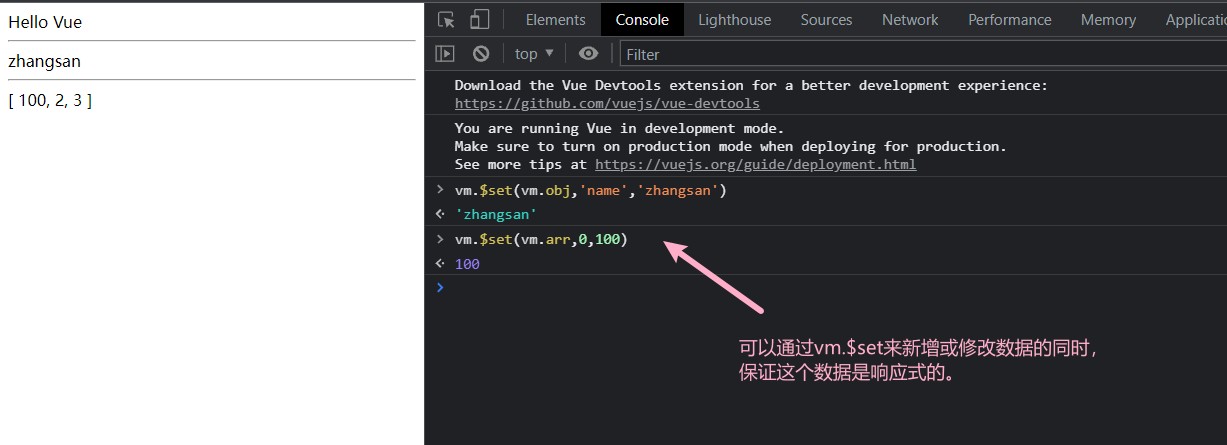 Hello Vue
zhangsan
[ 100, 2, 3 ]
Elements Console Lighthouse Sources Network Performance Memory Applicatio
top ▼ Filter
Download the Vue Devtools extension for a better development experience:
https://github.com/vuejs/vue-devtools
You are running Vue in development mode.
Make sure to turn on production mode when deploying for production.
See more tips at https://vuejs.org/guide/deployment.html
> vm.$set(vm.obj,'name','zhangsan')
'zhangsan'
> vm.$set(vm.arr,0,100)
100
>
可以通过vm.$set来新增或修改数据的同时，
保证这个数据是响应式的。